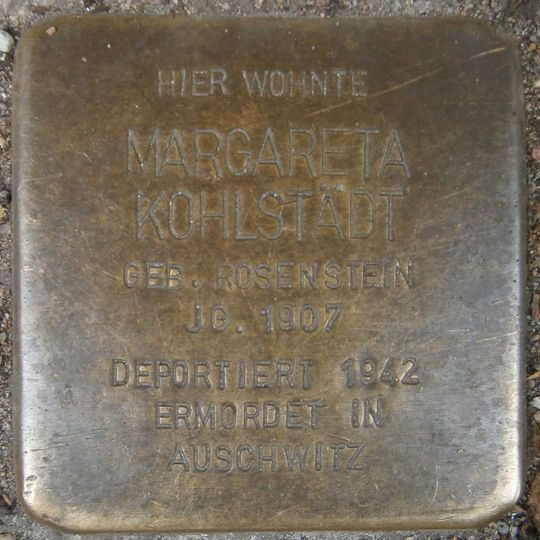 HIER WOHNTE
MARGARETA
KOHLSTÄDT
GEB. ROSENSTEIN
JG. 1907
DEPORTIERT 1942
ERMORDET IN
AUSCHWITZ